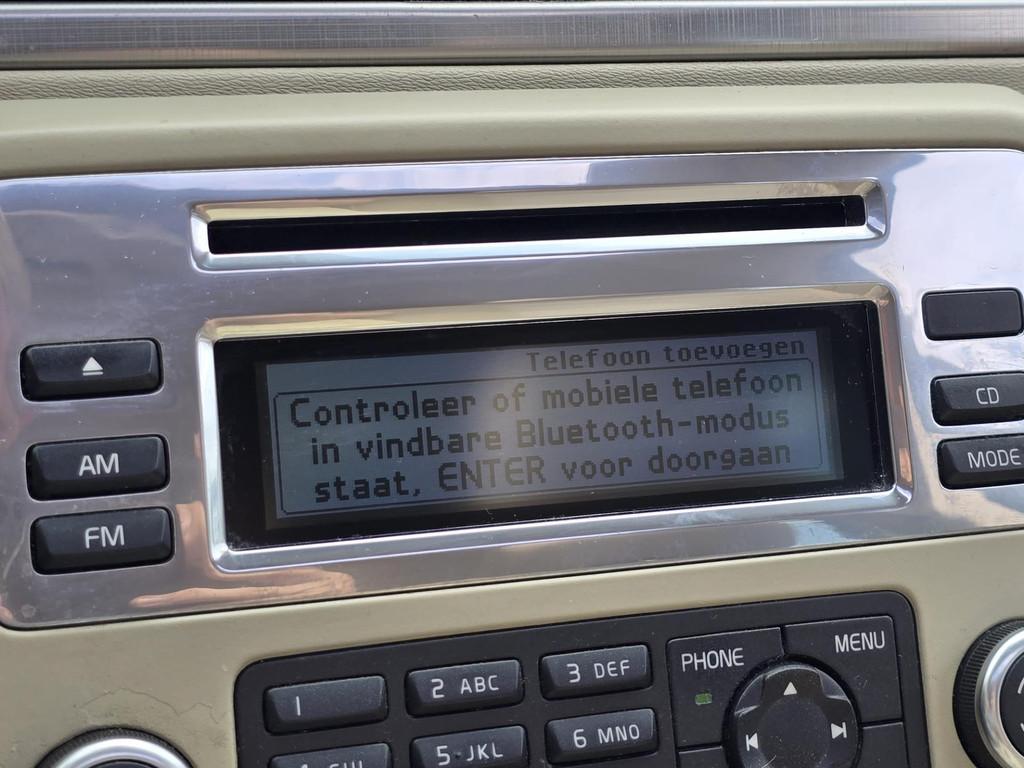 Telefoon toevoegen
Controleer of mobiele telefoon
in vindbare Bluetooth-modus
staat, ENTER voor doorgaan
CD
AM
MODE
FM
PHONE
MENU
1
2 ABC
3 DEF
5 JKL
6 MNO